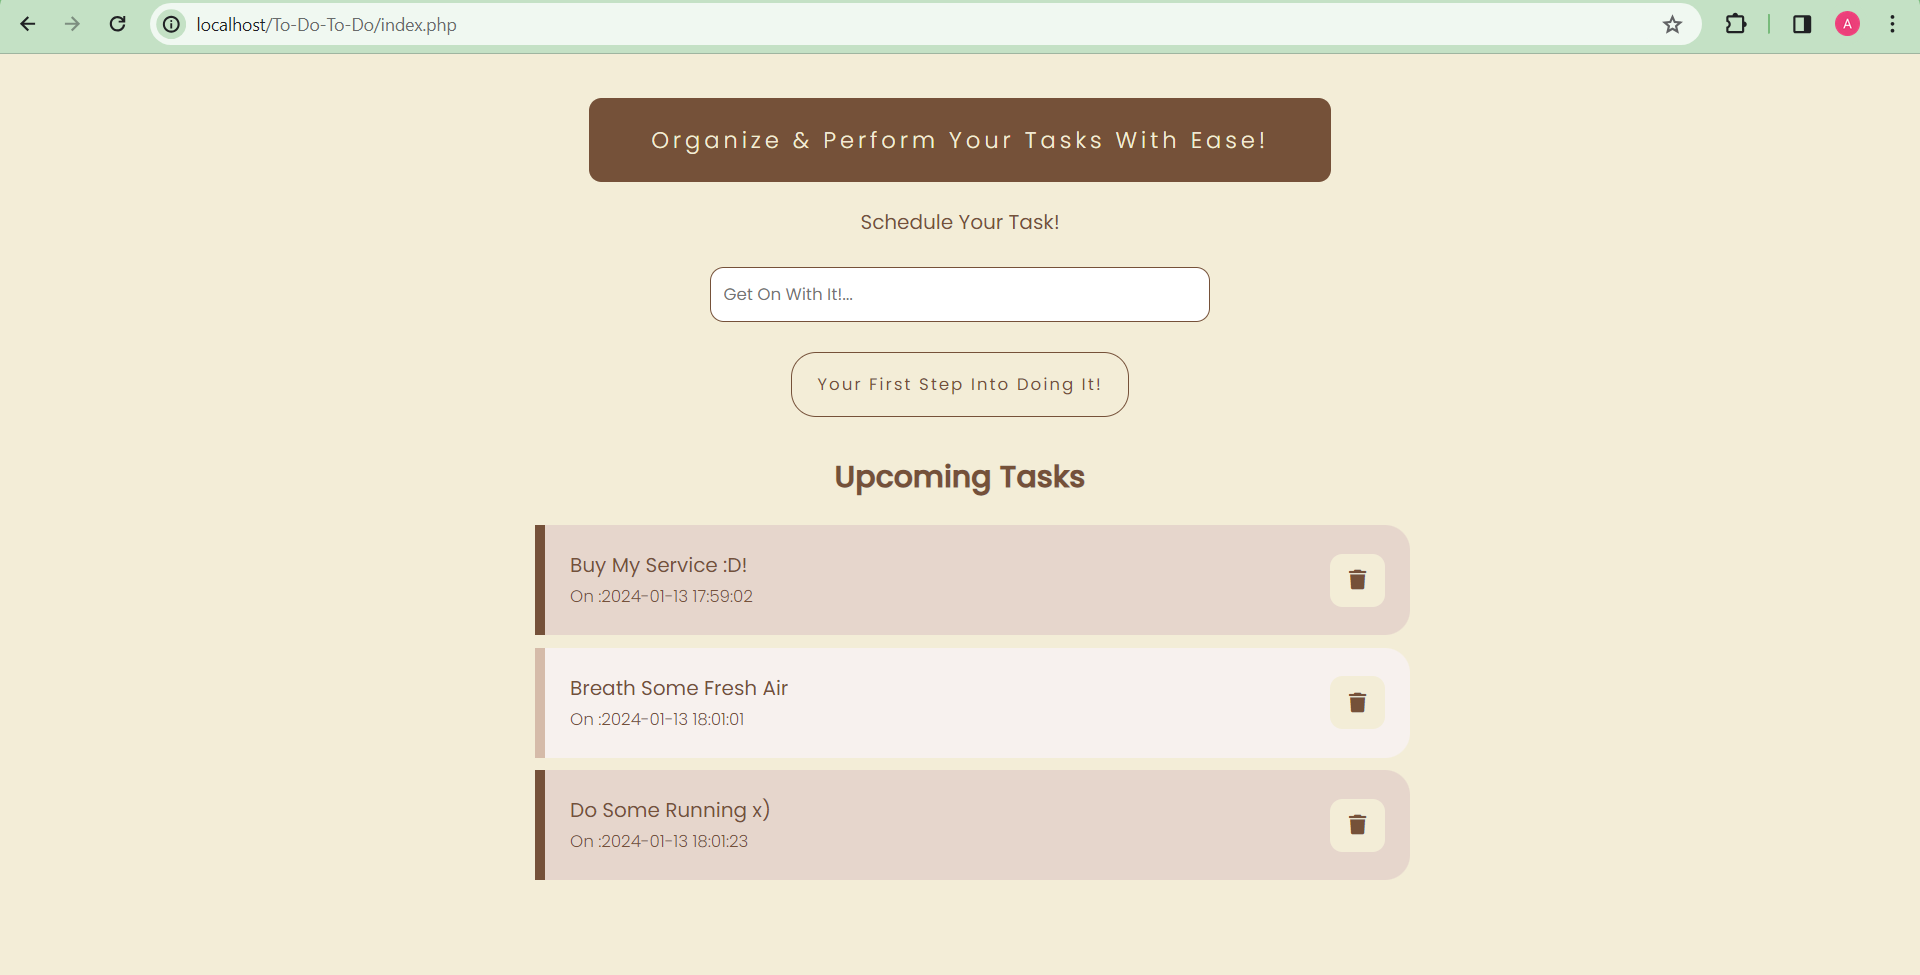 localhost/To-Do-To-Do/index.php
A
Organize & Perform Your Tasks With Ease!
Schedule Your Task!
Get On With It!...
Your First Step Into Doing It!
Upcoming Tasks
Buy My Service :D!
On :2024-01-13 17:59:02
Breath Some Fresh Air
On :2024-01-13 18:01:01
Do Some Running x)
On :2024-01-13 18:01:23